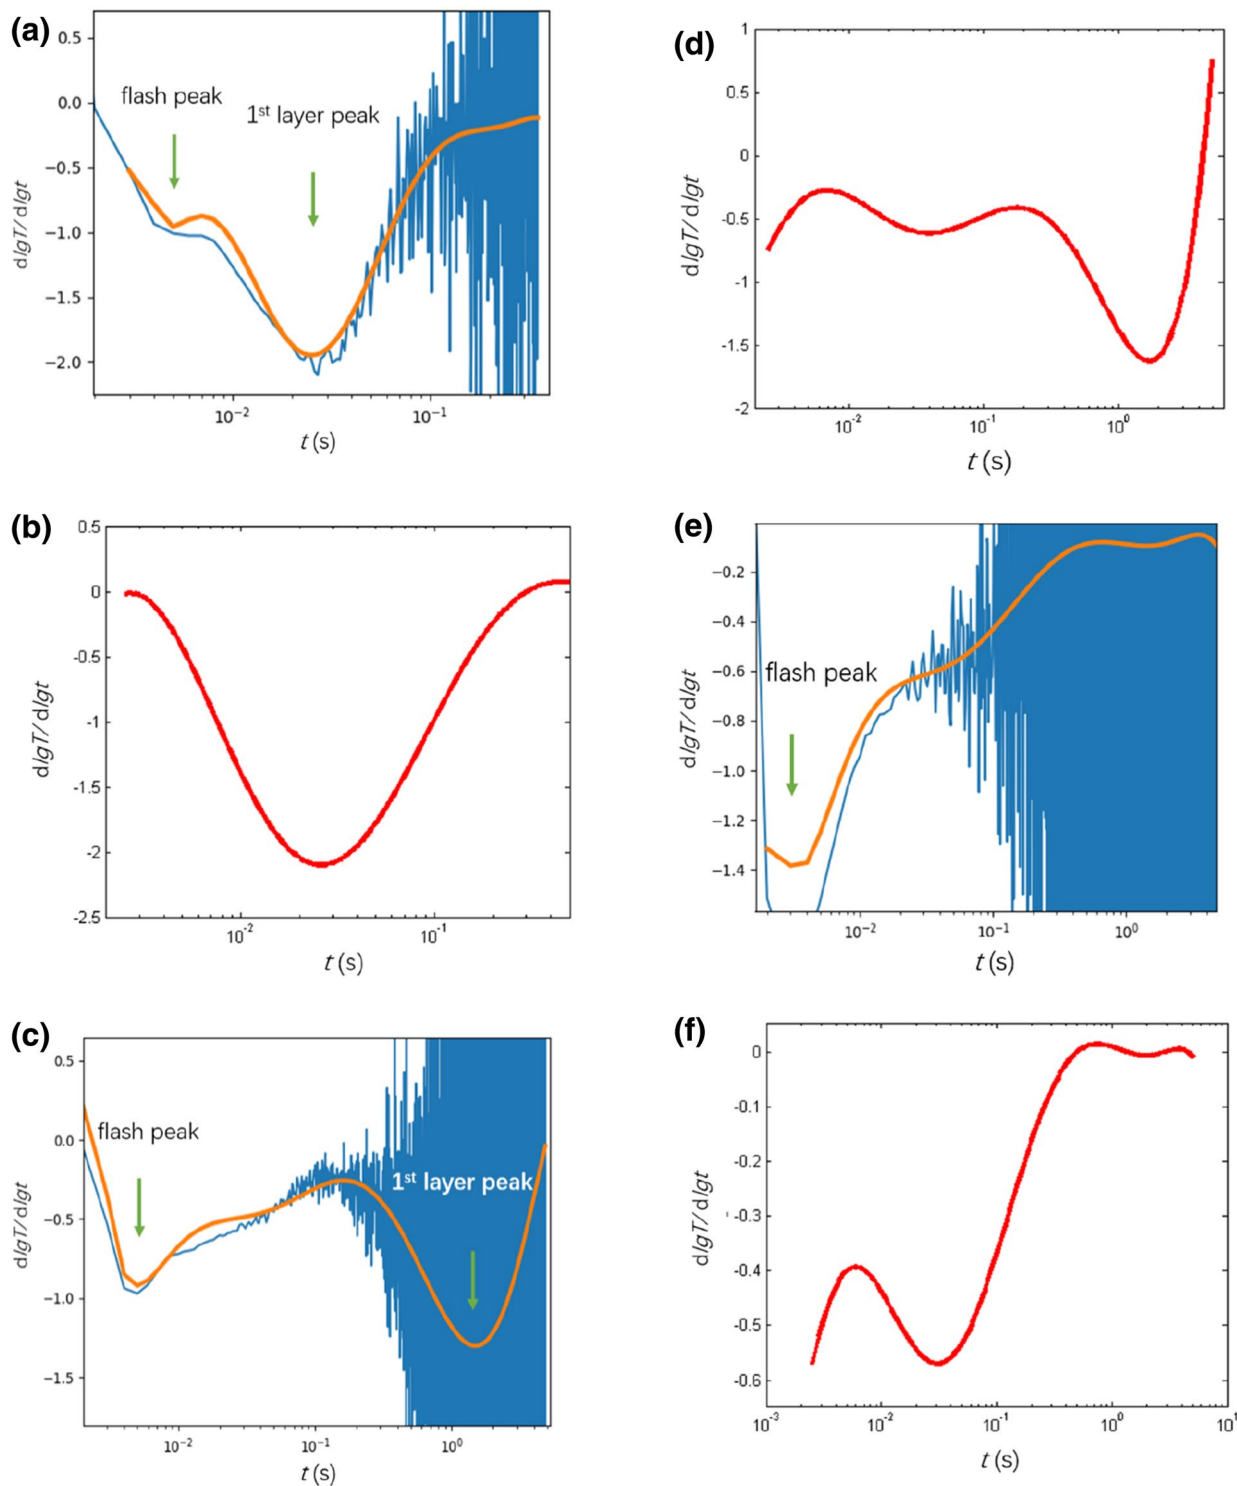 (a)
0.5
0.0
−0.5
−1.0
−1.5
−2.0
dlgT/dlgt
flash peak
1st layer peak
10-2
10-1
t (s)
(b)
0.5
0
-0.5
-1
-1.5
-2
-2.5
dlgT/dlgt
10-2
10-1
t (s)
(c)
0.5
0.0
−0.5
−1.0
−1.5
dlgT/dlgt
flash peak
1st layer peak
10−2
10−1
100
t (s)
(d)
1
0.5
0
-0.5
-1
-1.5
-2
dlgT/dlgt
10-2
10-1
100
t (s)
(e)
−0.2
−0.4
−0.6
−0.8
−1.0
−1.2
−1.4
dlgT/dlgt
flash peak
10−2
10−1
100
t (s)
(f)
0
-0.1
-0.2
-0.3
-0.4
-0.5
-0.6
dlgT/dlgt
10-3
10-2
10-1
100
101
t (s)